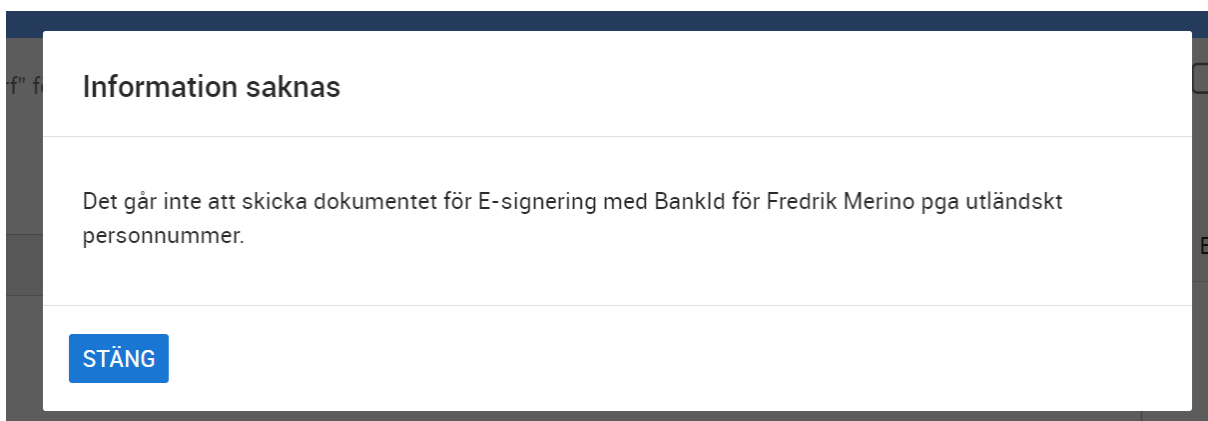 Information saknas
Det går inte att skicka dokumentet för E-signering med BankId för Fredrik Merino pga utländskt
personnummer.
STÄNG